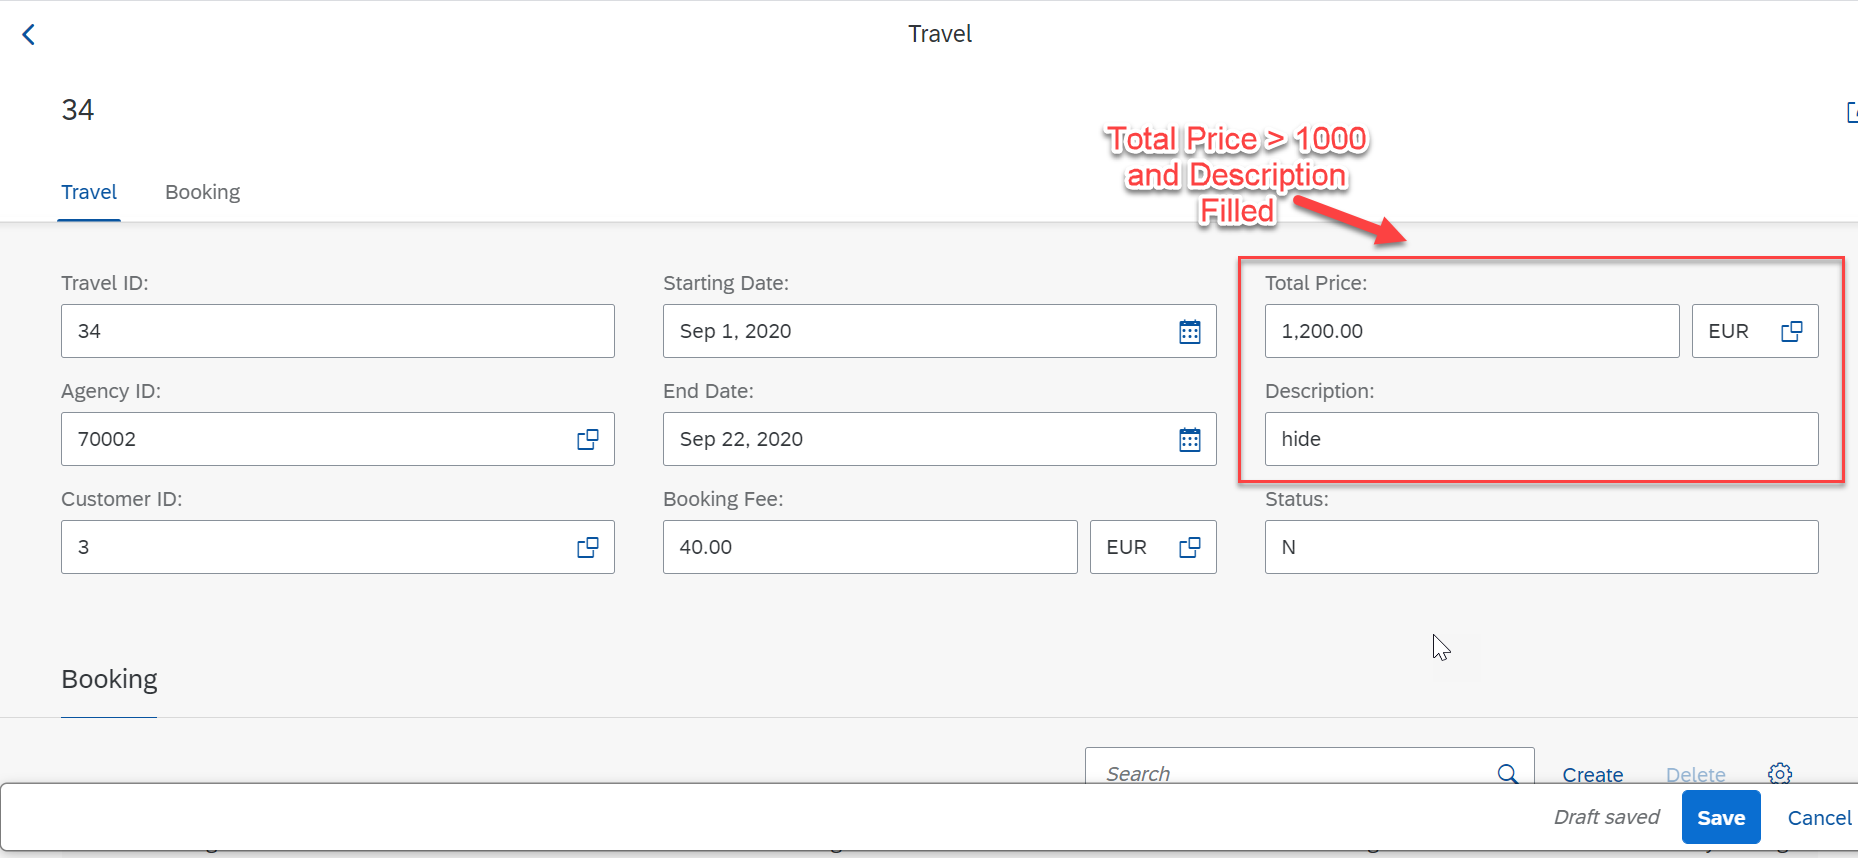 Travel
34
Total Price > 1000
and Description
Filled
Travel Booking
Travel ID: Starting Date: Total Price:
34 Sep 1, 2020 1,200.00 EUR
Agency ID: End Date: Description:
70002 Sep 22, 2020 hide
Customer ID: Booking Fee: Status:
3 40.00 EUR N
Booking
Search Create Delete
Draft saved Save Cancel